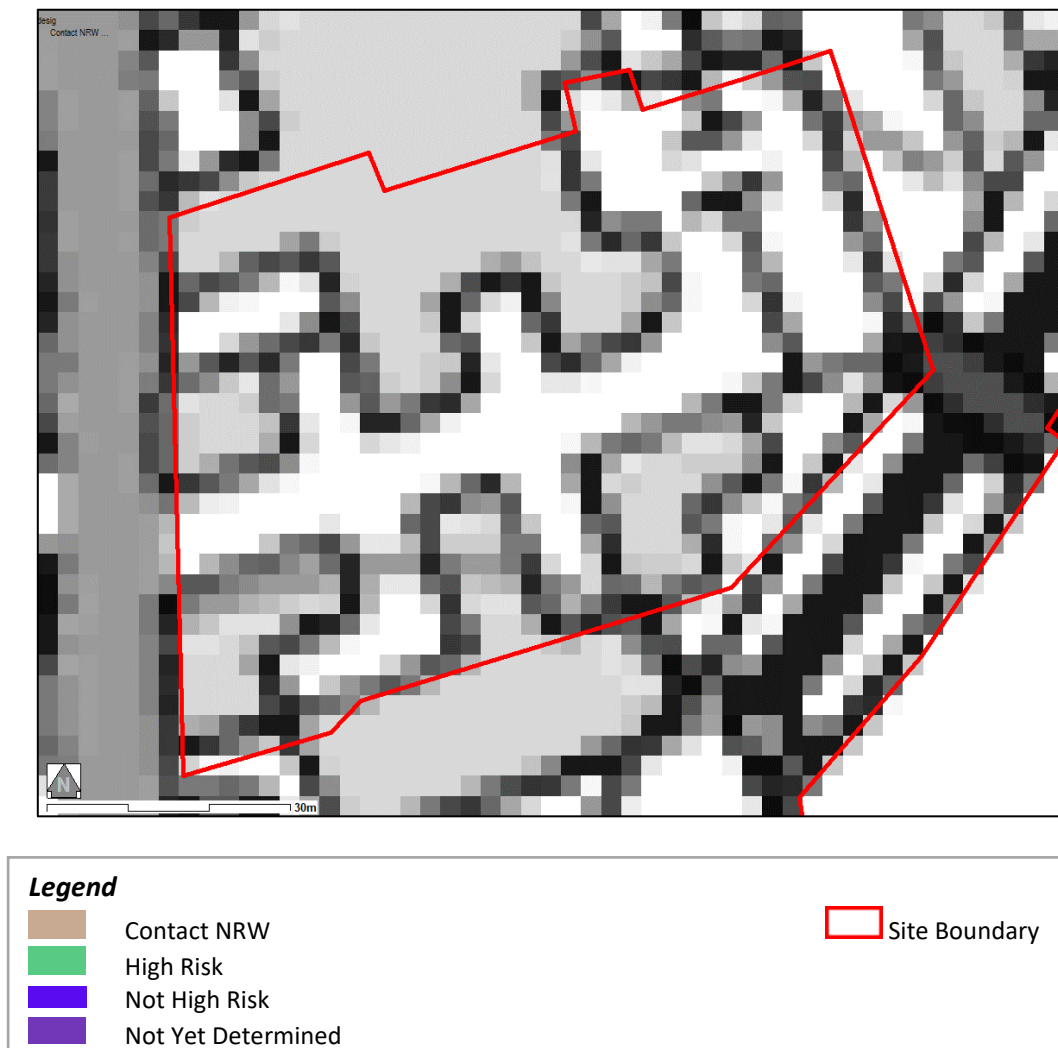 desig
Contact NRW ...
N
30m
Legend
Contact NRW
Site Boundary
High Risk
Not High Risk
Not Yet Determined